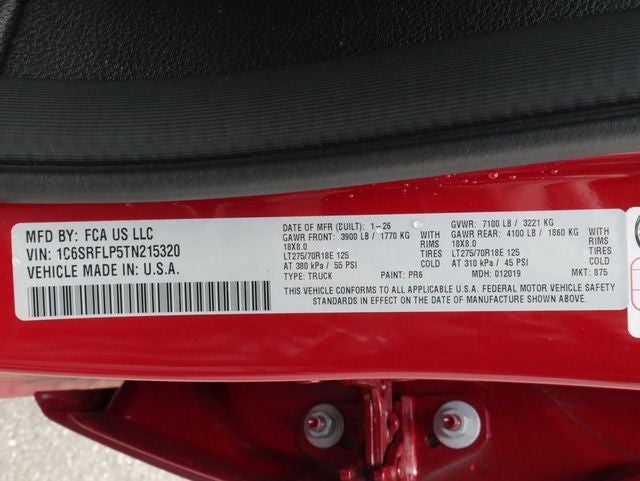 MFD BY: FCA US LLC
VIN: 1C6SRFLP5TN215320
VEHICLE MADE IN U.S.A.
DATE OF MFR (BUILT): 1-26 GVWR: 7100 LB / 3221 KG
GAWR FRONT: 3900 LB / 1770 KG WITH GAWR REAR: 4100 LB / 1860 KG WITH
18X8.0 RIMS 18X8.0 RIMS
LT275/70R18E 125 TIRES LT275/70R18E 125 TIRES
AT 380 kPa / 55 PSI COLD AT 310 kPa / 45 PSI COLD
TYPE: TRUCK PAINT: PR6 MDH: 012019 MKT: 875
THIS VEHICLE CONFORMS TO ALL APPLICABLE U.S.A. FEDERAL MOTOR VEHICLE SAFETY
STANDARDS IN EFFECT ON THE DATE OF MANUFACTURE SHOWN ABOVE.